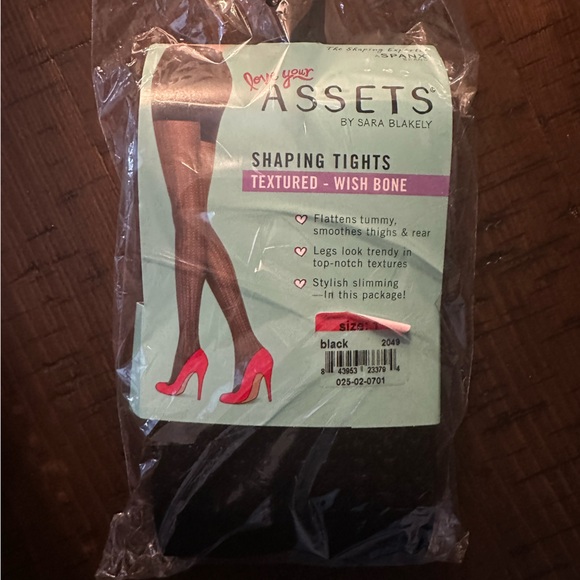 The Shaping Experts
SPANX
love your
ASSETS
BY SARA BLAKELY
SHAPING TIGHTS
TEXTURED - WISH BONE
Flattens tummy,
smoothes thighs & rear
Legs look trendy in
top-notch textures
Stylish slimming
—In this package!
size:
black 2049
8 43953 23379 4
025-02-0701